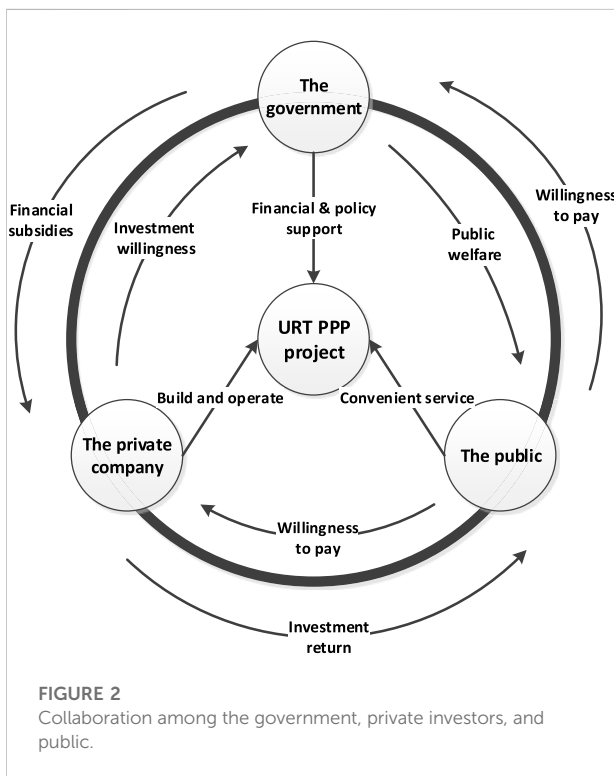 The
government
Financial
subsidies
Investment
willingness
Financial & policy
support
Public
welfare
Willingness
to pay
URT PPP
project
Build and operate
Convenient service
The private
company
The public
Willingness
to pay
Investment
return
FIGURE 2
Collaboration among the government, private investors, and
public.